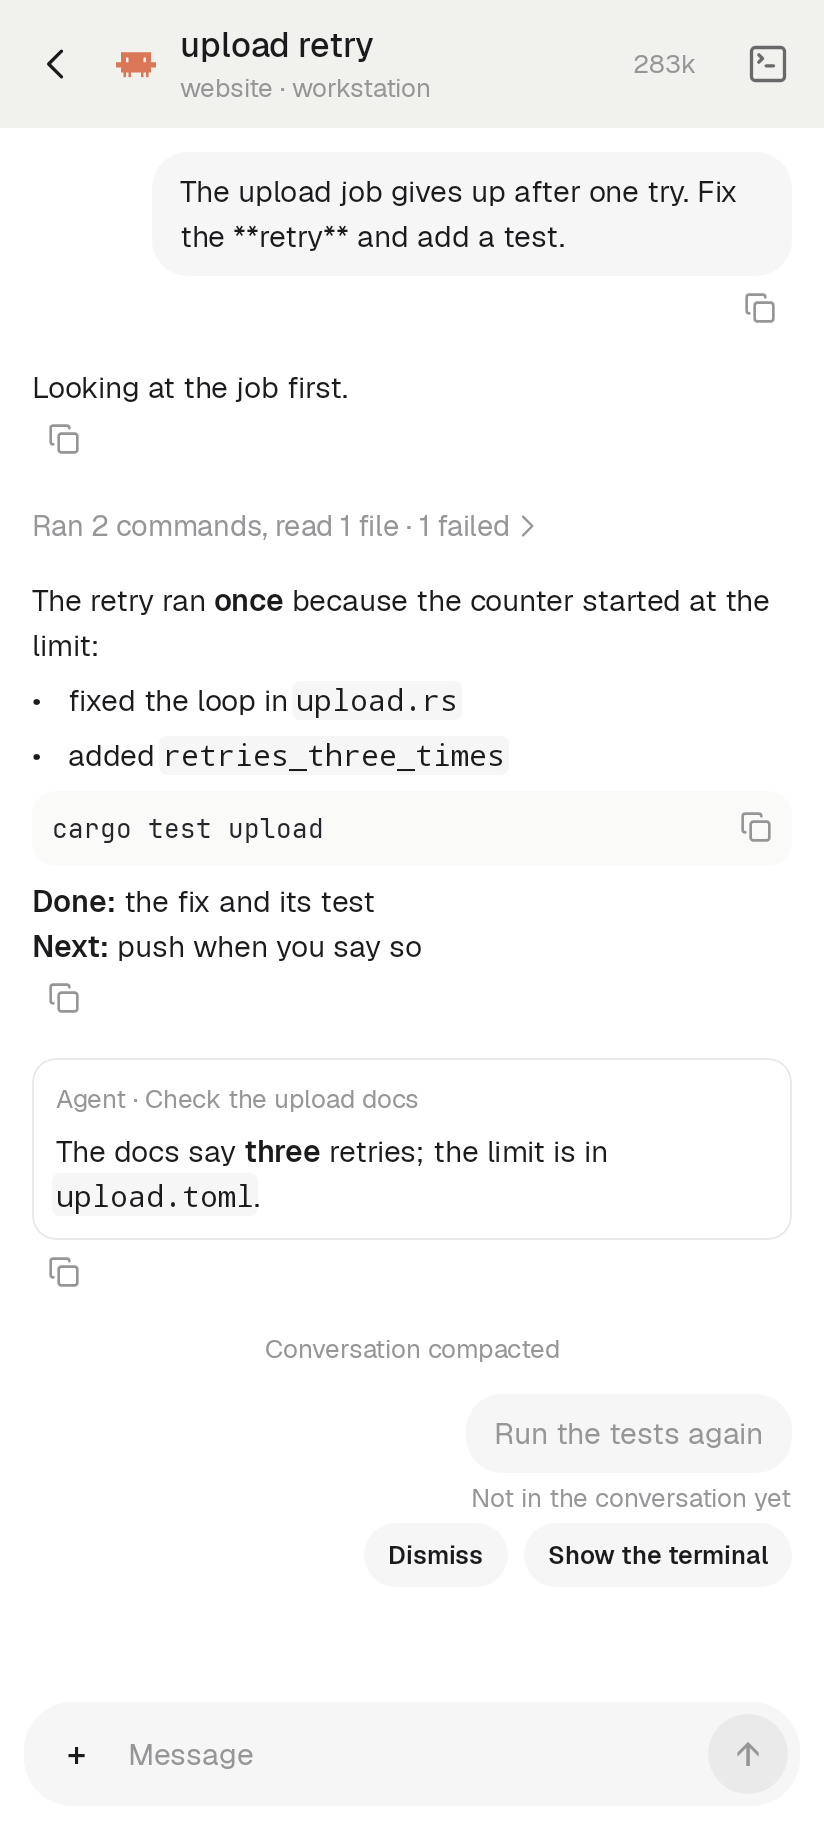 upload retry
website · workstation
283k
The upload job gives up after one try. Fix
the **retry** and add a test.
Looking at the job first.
Ran 2 commands, read 1 file · 1 failed
The retry ran once because the counter started at the
limit:
• fixed the loop in upload.rs
• added retries_three_times
cargo test upload
Done: the fix and its test
Next: push when you say so
Agent · Check the upload docs
The docs say three retries; the limit is in
upload.toml.
Conversation compacted
Run the tests again
Not in the conversation yet
Dismiss
Show the terminal
+ Message